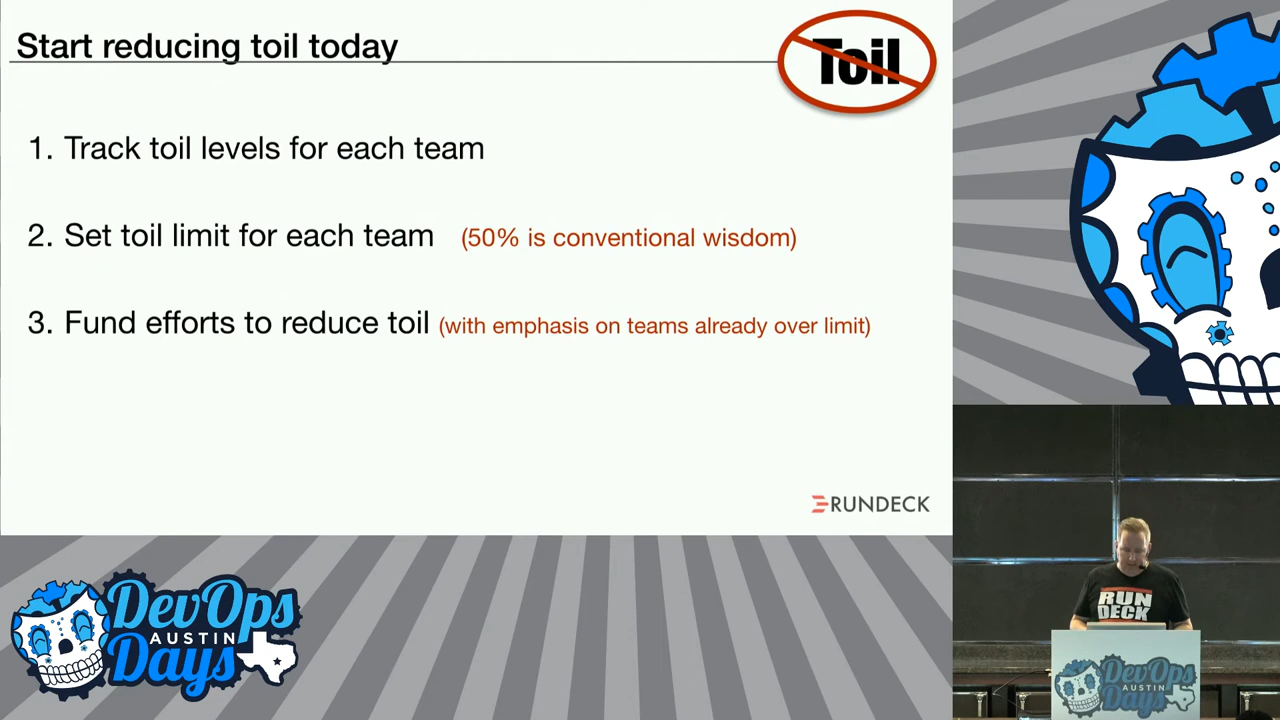 Start reducing toil today
Toil
1. Track toil levels for each team
2. Set toil limit for each team (50% is conventional wisdom)
3. Fund efforts to reduce toil (with emphasis on teams already over limit)
RUNDECK
DevOps
AUSTIN
Days
RUN
DECK
DevOps
AUSTIN
Days